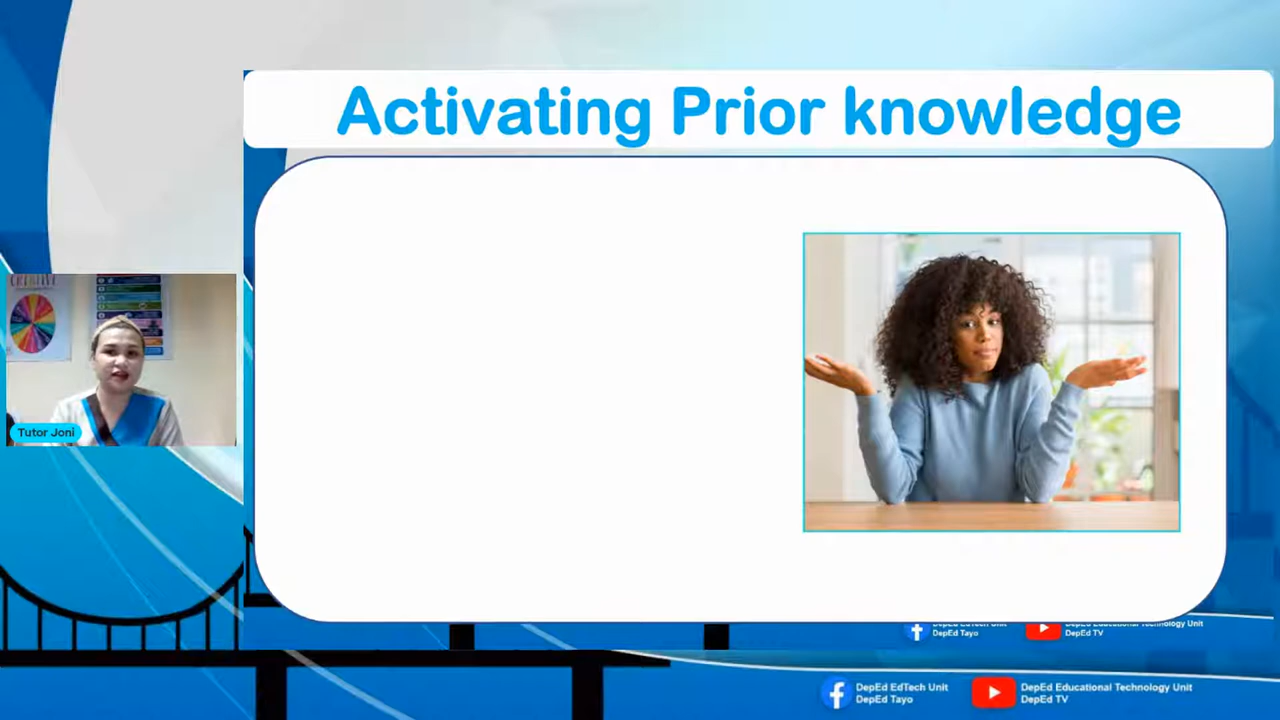 Activating Prior knowledge
CREATIVE
Tutor Joni
DepEd EdTech Unit
DepEd Tayo
DepEd Educational Technology Unit
DepEd TV
DepEd EdTech Unit
DepEd Tayo
DepEd Educational Technology Unit
DepEd TV